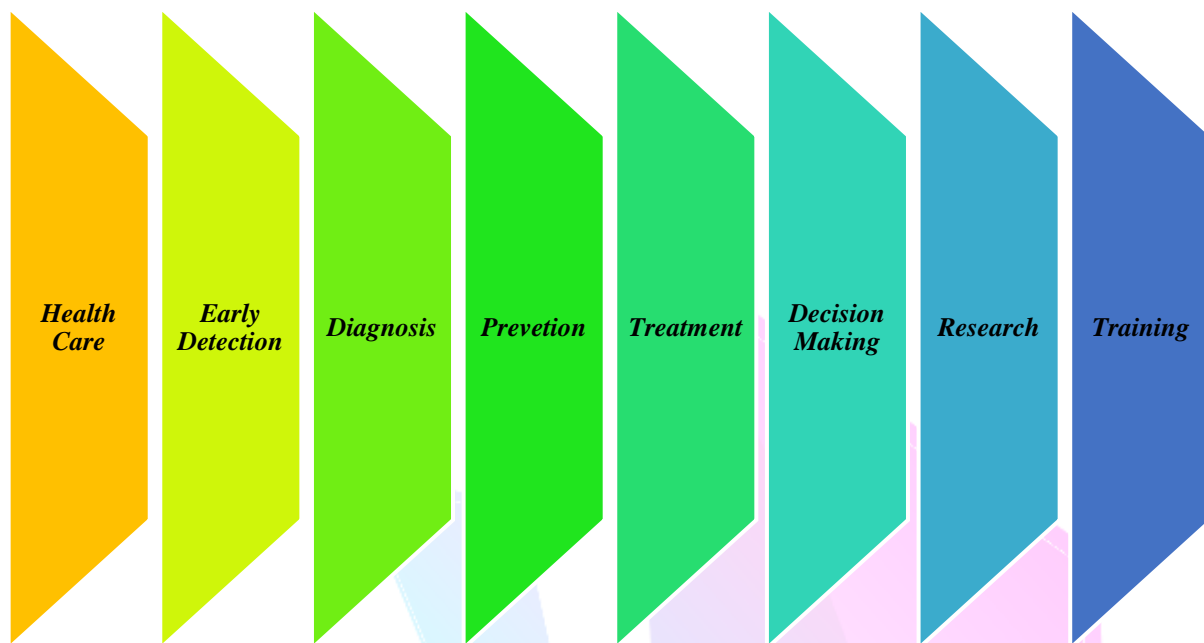 Health
Care
Early
Detection
Diagnosis
Prevetion
Treatment
Decision
Making
Research
Training